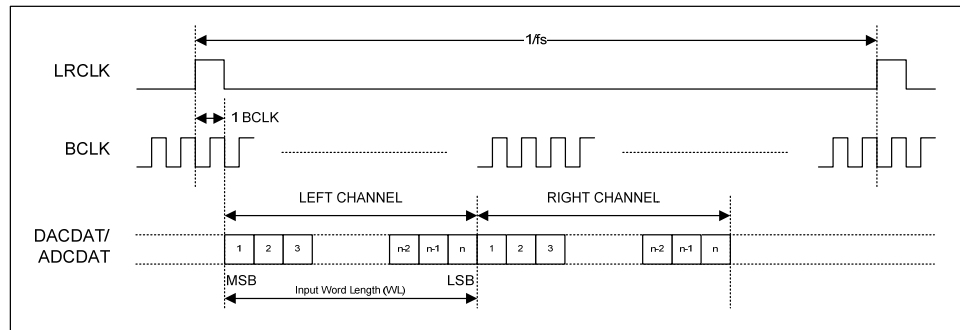 1/fs
LRCLK
1 BCLK
BCLK
LEFT CHANNEL
RIGHT CHANNEL
DACDAT/
ADCDAT
1 2 3 n-2 n-1 n 1 2 3 n-2 n-1 n
MSB LSB
Input Word Length (WL)